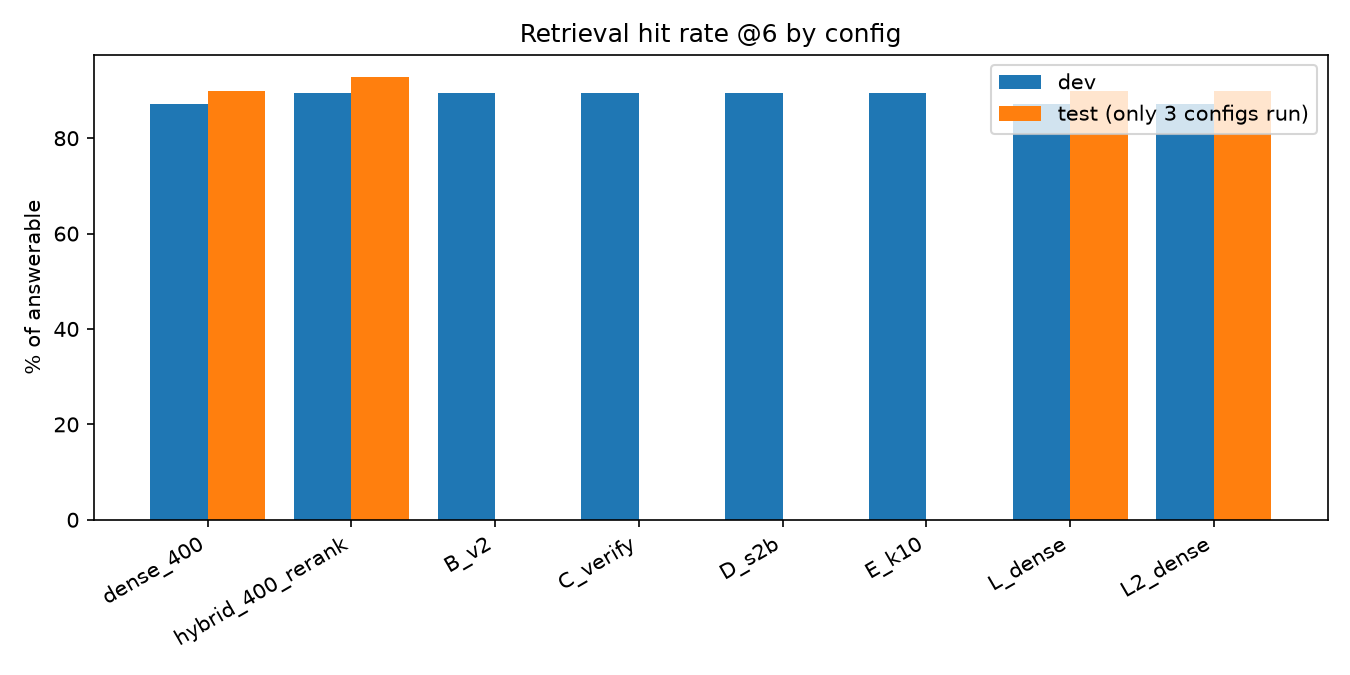 Retrieval hit rate @6 by config
dev
test (only 3 configs run)
% of answerable
80
60
40
20
0
dense_400
hybrid_400_rerank
B_v2
C_verify
D_s2b
E_k10
L_dense
L2_dense